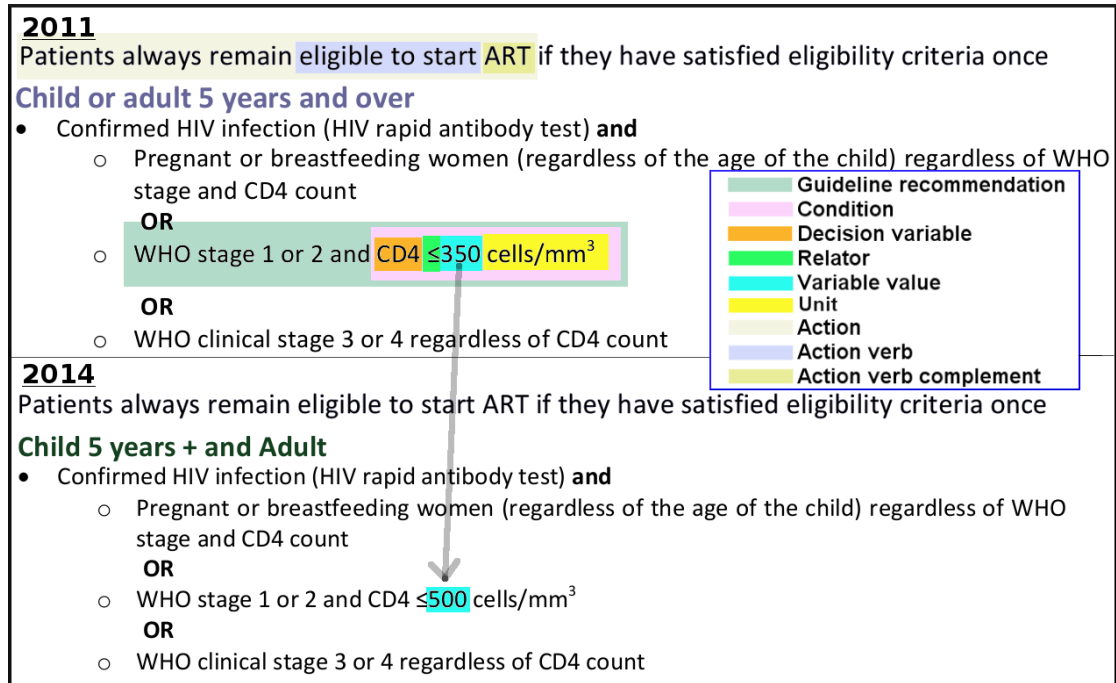 2011
Patients always remain eligible to start ART if they have satisfied eligibility criteria once
Child or adult 5 years and over
• Confirmed HIV infection (HIV rapid antibody test) and
o Pregnant or breastfeeding women (regardless of the age of the child) regardless of WHO
stage and CD4 count
OR
o WHO stage 1 or 2 and CD4 ≤350 cells/mm³
OR
o WHO clinical stage 3 or 4 regardless of CD4 count
Guideline recommendation
Condition
Decision variable
Relator
Variable value
Unit
Action
Action verb
Action verb complement
2014
Patients always remain eligible to start ART if they have satisfied eligibility criteria once
Child 5 years + and Adult
• Confirmed HIV infection (HIV rapid antibody test) and
o Pregnant or breastfeeding women (regardless of the age of the child) regardless of WHO
stage and CD4 count
OR
o WHO stage 1 or 2 and CD4 ≤500 cells/mm³
OR
o WHO clinical stage 3 or 4 regardless of CD4 count